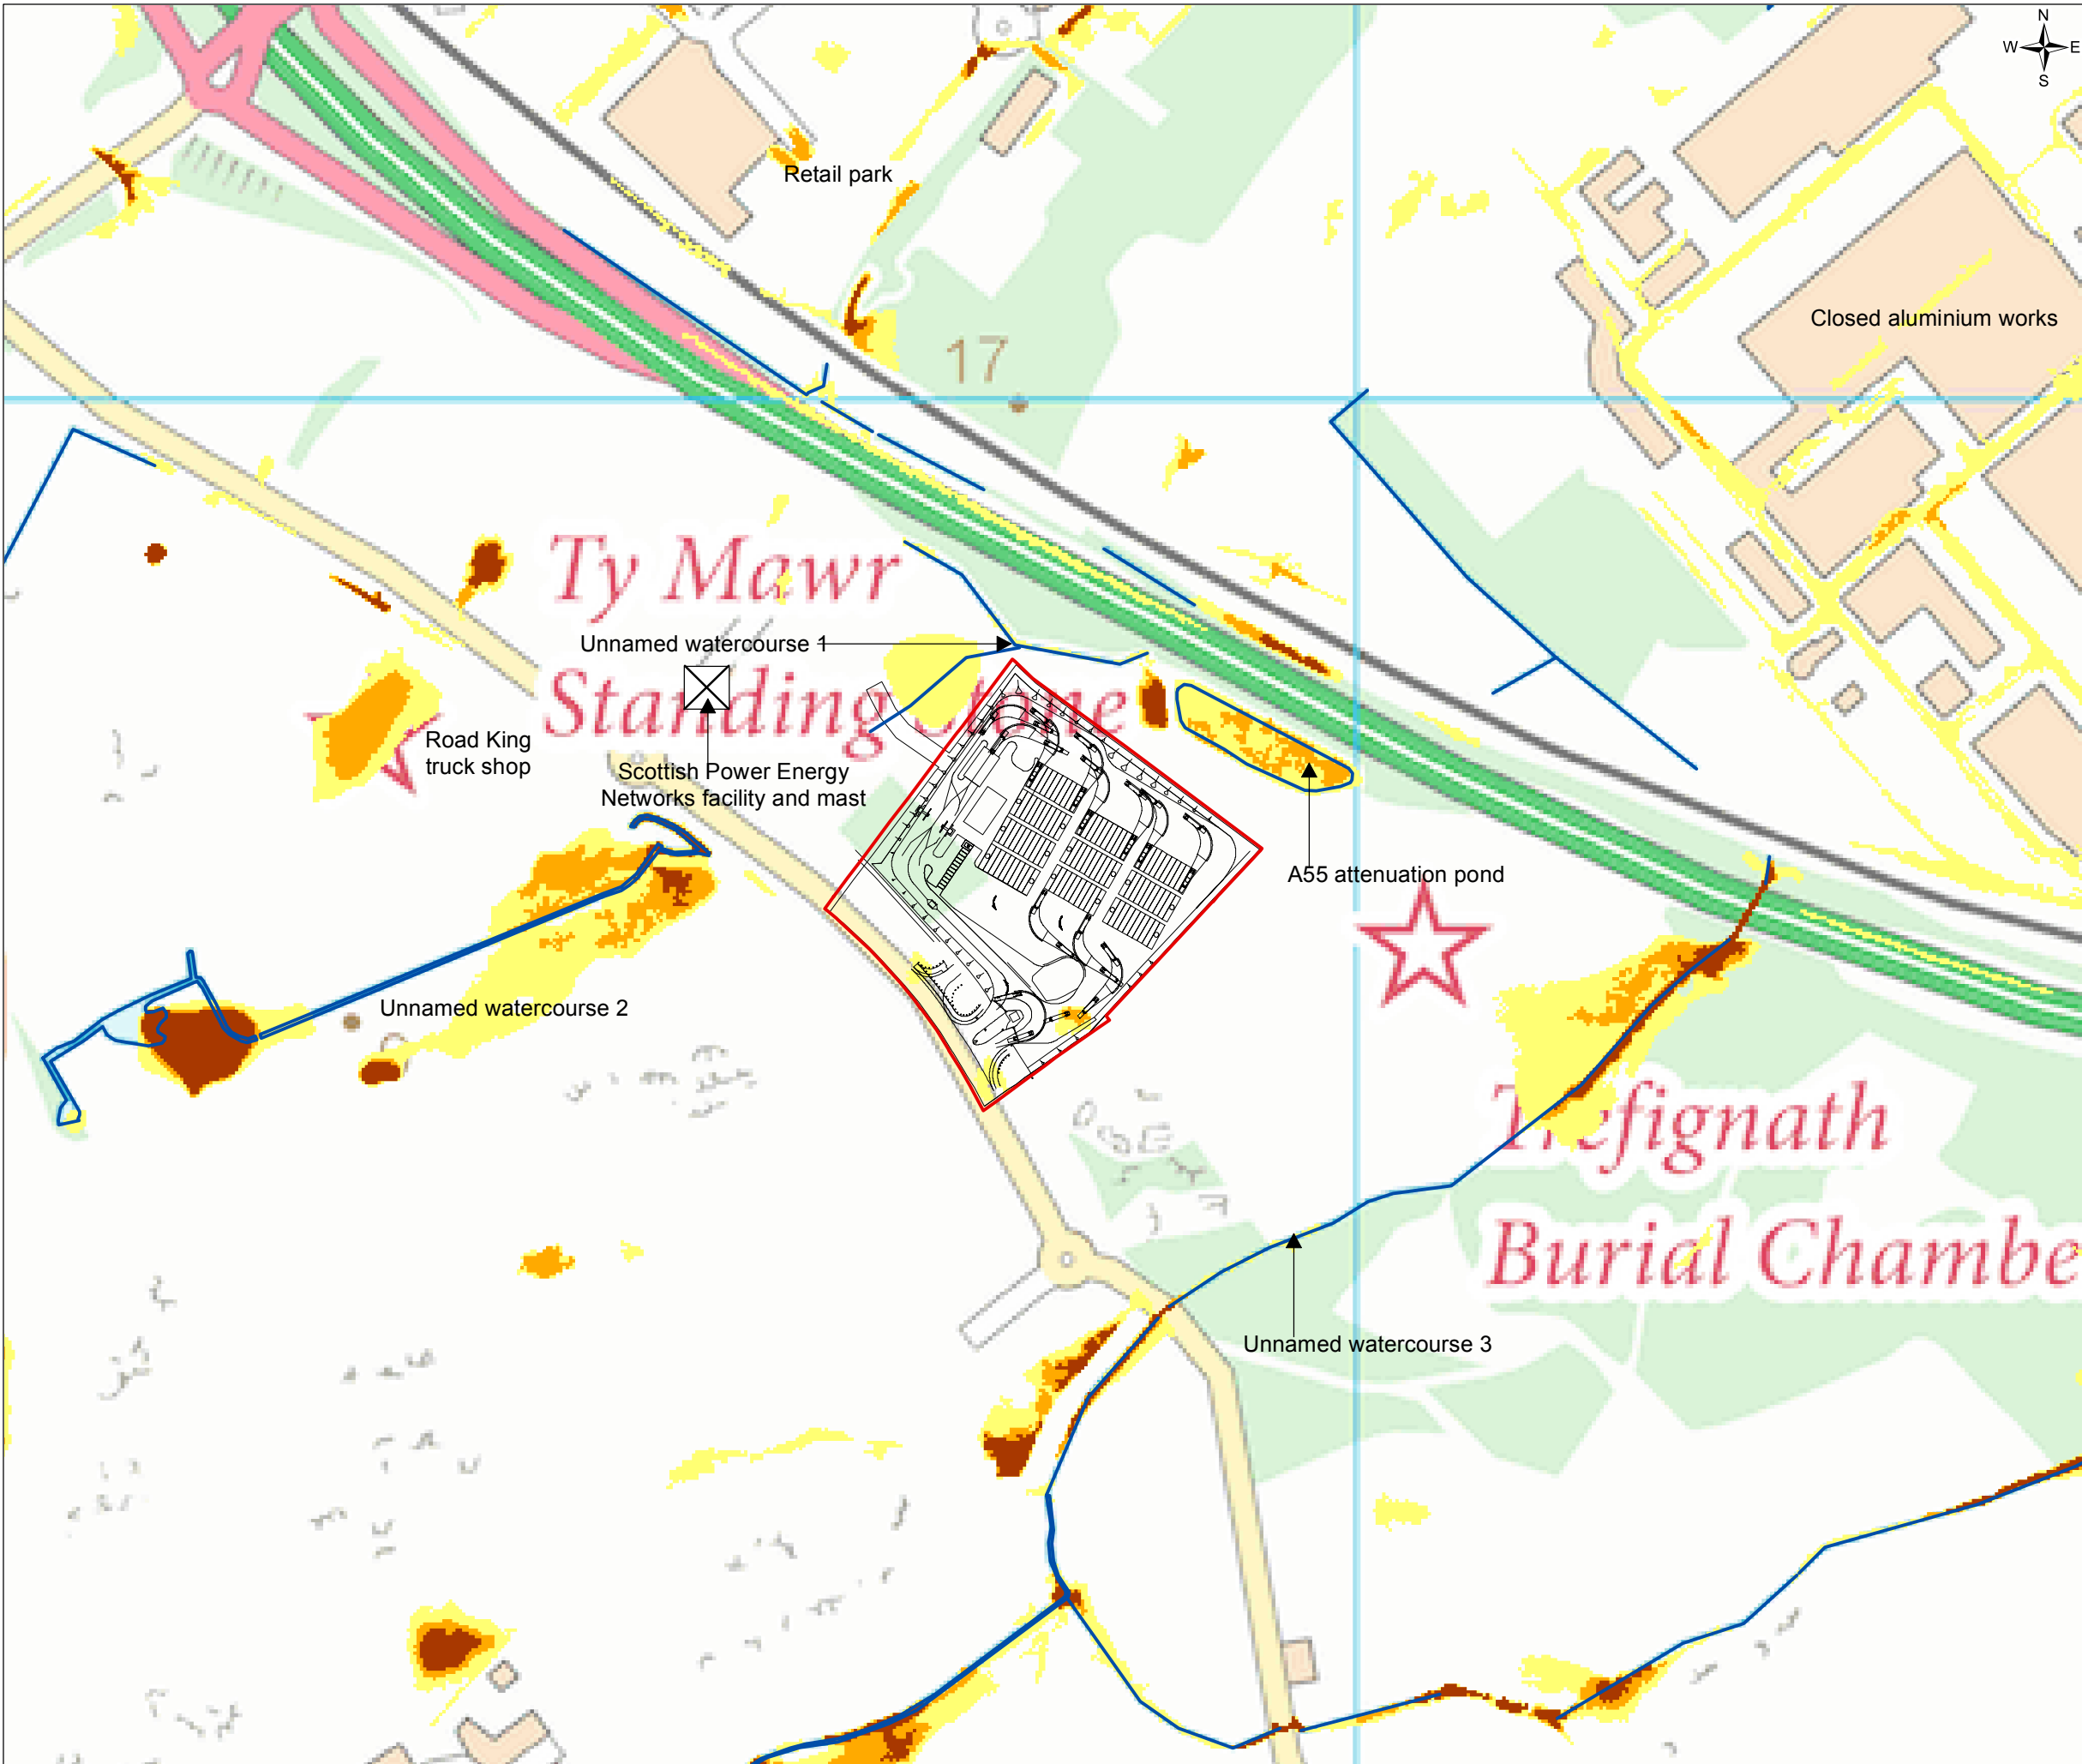 N
W E
S
Retail park
Closed aluminium works
17
Ty Mawr
Standing Stone
Unnamed watercourse 1
Road King
truck shop
Scottish Power Energy
Networks facility and mast
A55 attenuation pond
Unnamed watercourse 2
Trefignath
Burial Chambe
Unnamed watercourse 3